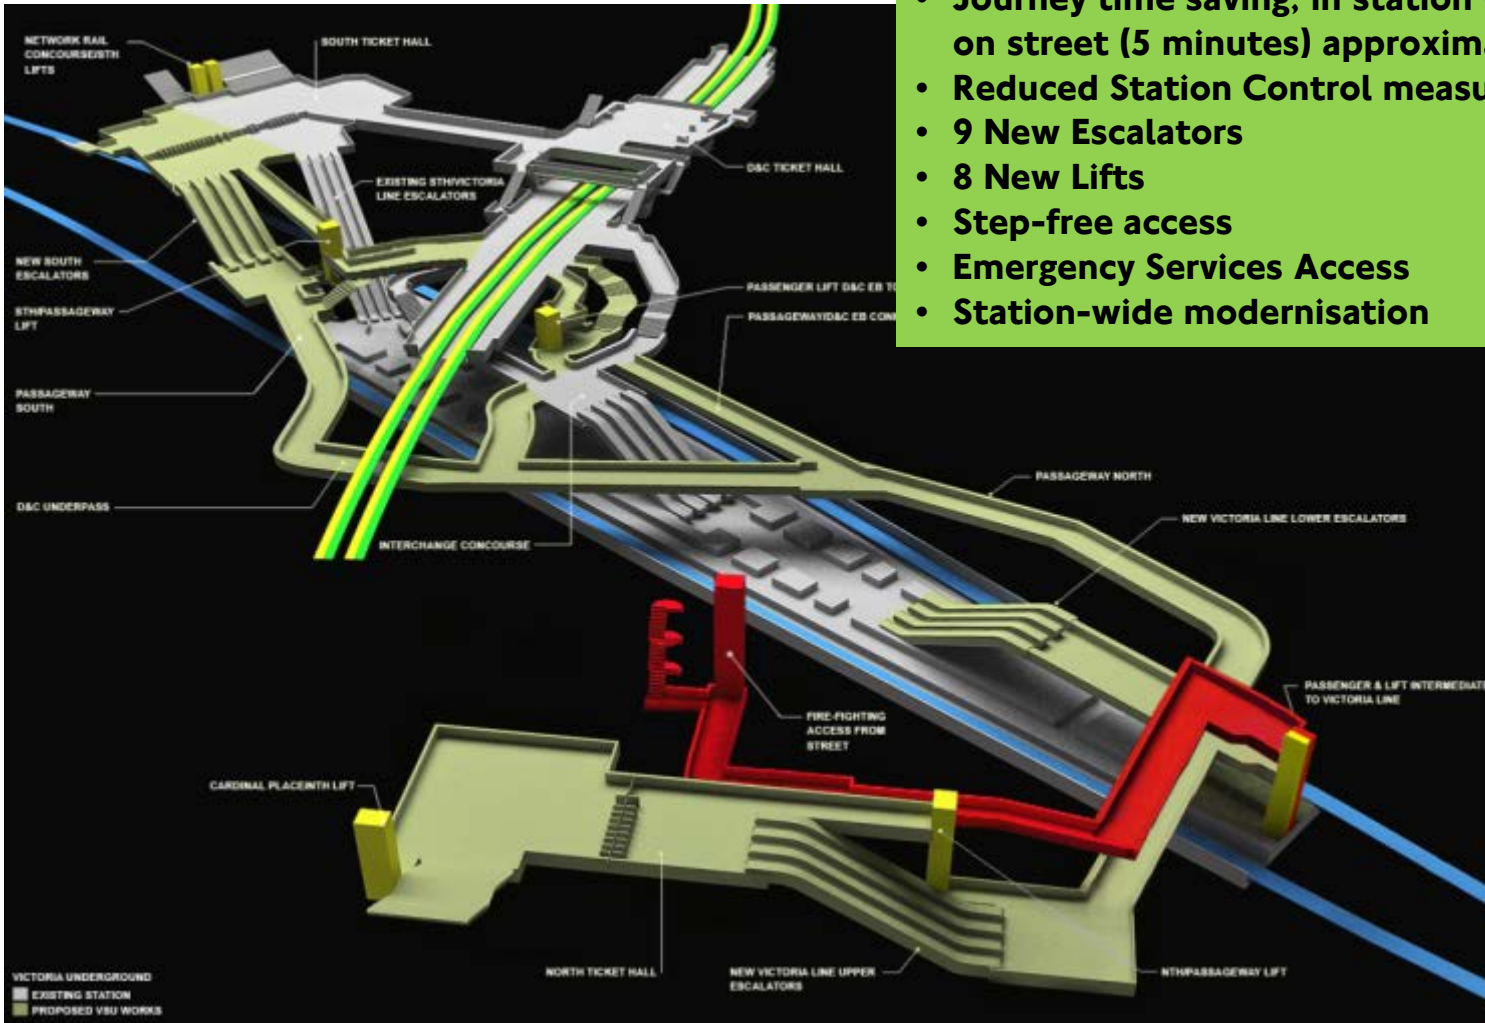 • Journey time saving, in station
on street (5 minutes)
• Reduced Station Control
• 9 New Escalators
• 8 New Lifts
• Step-free access
• Emergency Services Access
• Station-wide modernisation
NETWORK RAIL
CONCOURSE/STH
LIFTS
SOUTH TICKET HALL
D&C TICKET HALL
EXISTING STH/VICTORIA
LINE ESCALATORS
NEW SOUTH
ESCALATORS
STH/PASSAGEWAY
LIFT
PASSENGER LIFT D&C EB
PASSAGEWAY/D&C EB
PASSAGEWAY
SOUTH
D&C UNDERPASS
INTERCHANGE CONCOURSE
PASSAGEWAY NORTH
NEW VICTORIA LINE LOWER ESCALATORS
PASSENGER & LIFT INTERMEDIATE
TO VICTORIA LINE
FIRE-FIGHTING
ACCESS FROM
STREET
CARDINAL PLACE/NTH LIFT
NORTH TICKET HALL
NEW VICTORIA LINE UPPER
ESCALATORS
NTH/PASSAGEWAY LIFT
VICTORIA UNDERGROUND
EXISTING STATION
PROPOSED VSU WORKS